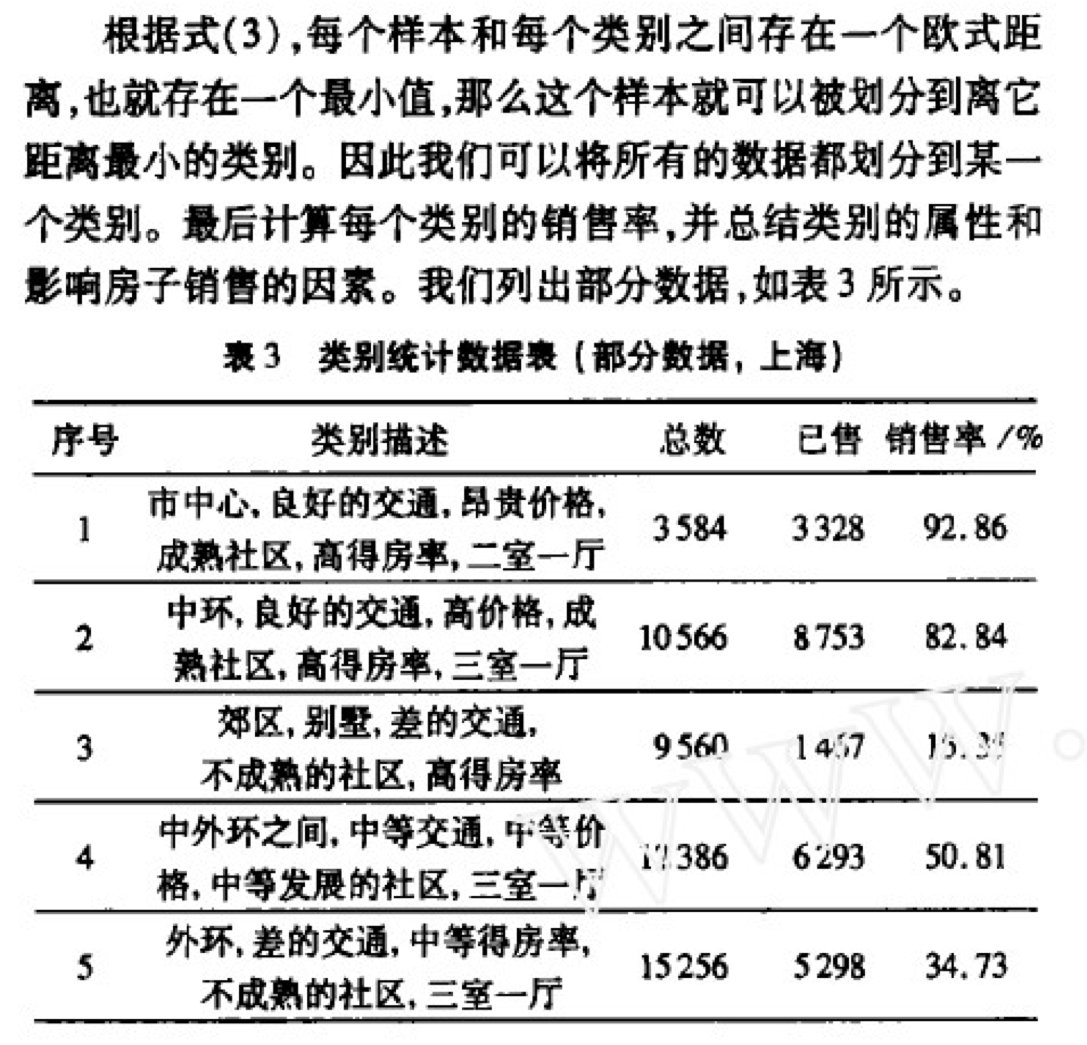 根据式(3),每个样本和每个类别之间存在一个欧式距
离,也就存在一个最小值,那么这个样本就可以被划分到离它
距离最小的类别。因此我们可以将所有的数据都划分到某一
个类别。最后计算每个类别的销售率,并总结类别的属性和
影响房子销售的因素。我们列出部分数据,如表3所示。
表3 类别统计数据表(部分数据,上海)
序号 类别描述 总数 已售 销售率/%
市中心,良好的交通,昂贵价格,
1 3584 3328 92.86
成熟社区,高得房率,二室一厅
中环,良好的交通,高价格,成
2 10566 8753 82.84
熟社区,高得房率,三室一厅
郊区,别墅,差的交通,
3 9560 1467 15.35
不成熟的社区,高得房率
中外环之间,中等交通,中等价
4 12386 6293 50.81
格,中等发展的社区,三室一厅
外环,差的交通,中等得房率,
5 15256 5298 34.73
不成熟的社区,三室一厅
www.